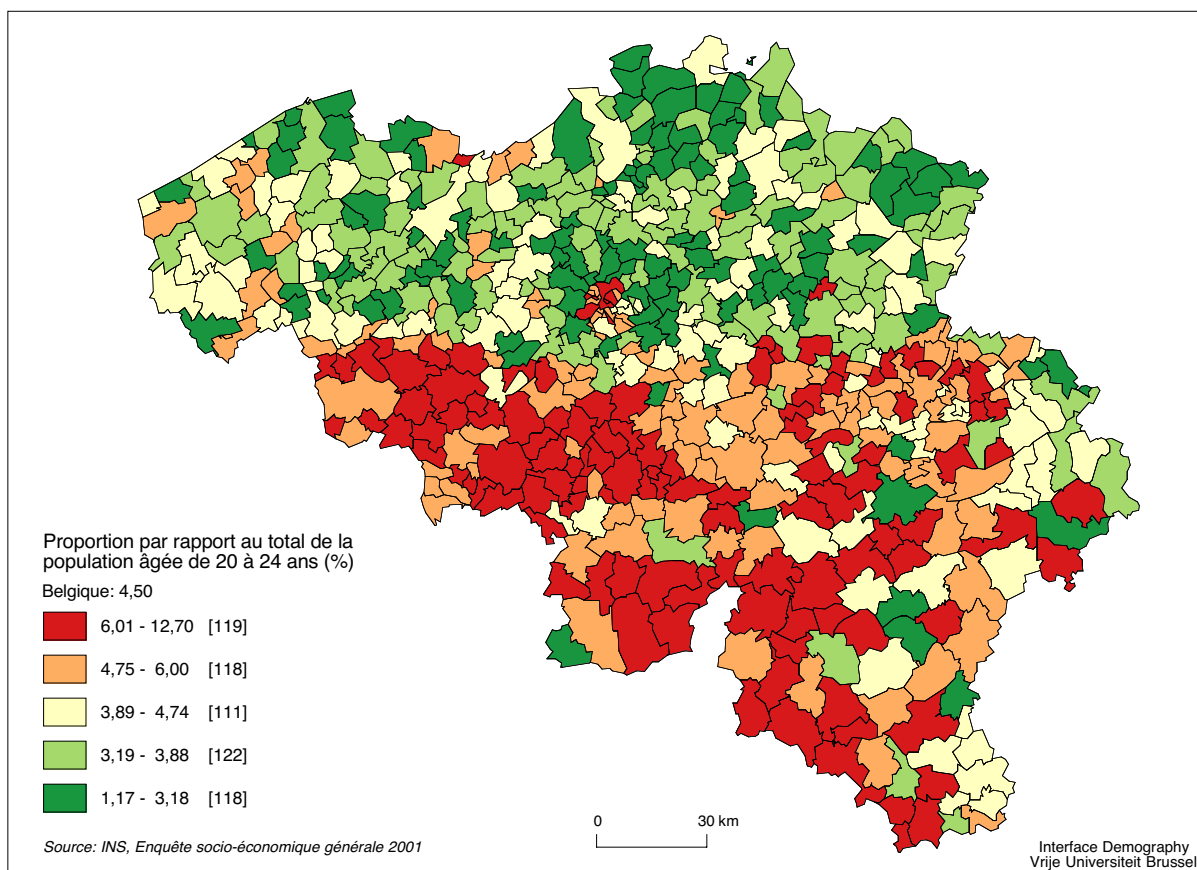 Proportion par rapport au total de la
population âgée de 20 à 24 ans (%)
Belgique: 4,50
6,01 - 12,70 [119]
4,75 - 6,00 [118]
3,89 - 4,74 [111]
3,19 - 3,88 [122]
1,17 - 3,18 [118]
Source: INS, Enquête socio-économique générale 2001
0 30 km
Interface Demography
Vrije Universiteit Brussel